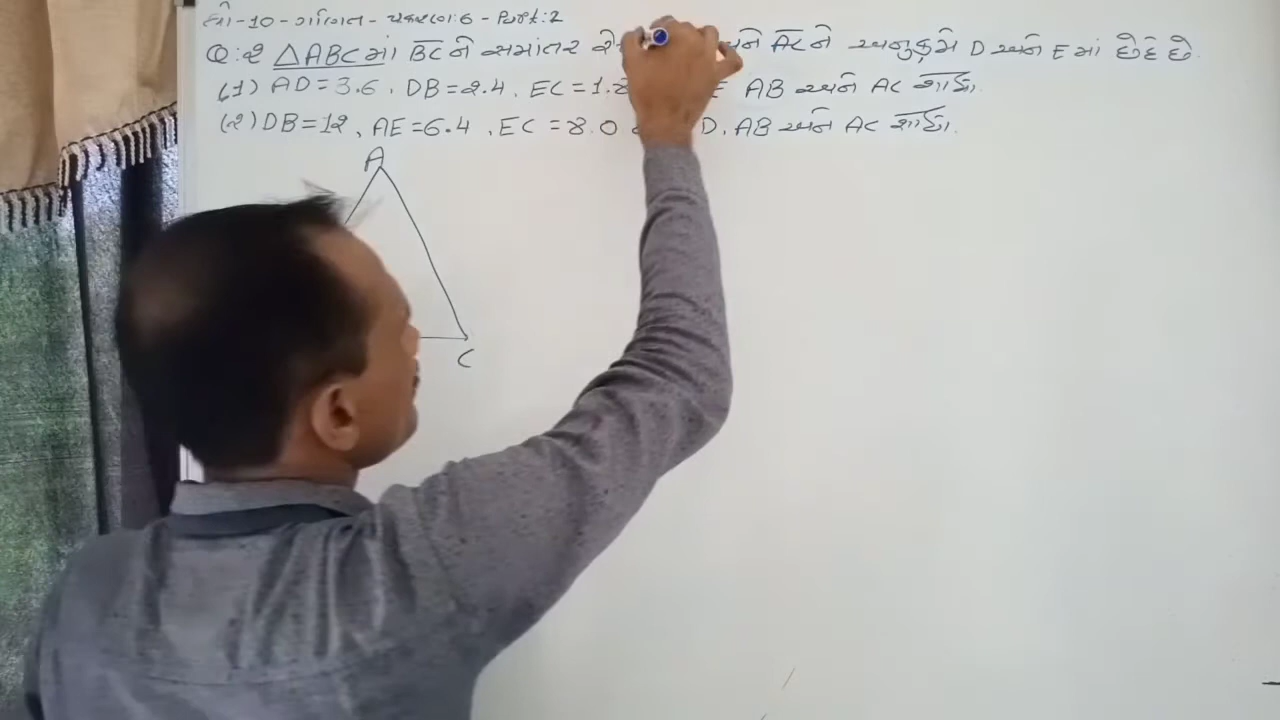 ધો-10 - ગણિત - પ્રકરણ:6 - Part:2
Q:2 △ABC માં BC ને સમાંતર AC ને અનુક્રમે D અને E માં છેદે છે.
(1) AD = 3.6, DB = 2.4, EC = 1. E AB અને AC શોધો.
(2) DB = 12, AE = 6.4, EC = 8.0 D, AB અને AC શોધો.
A
C